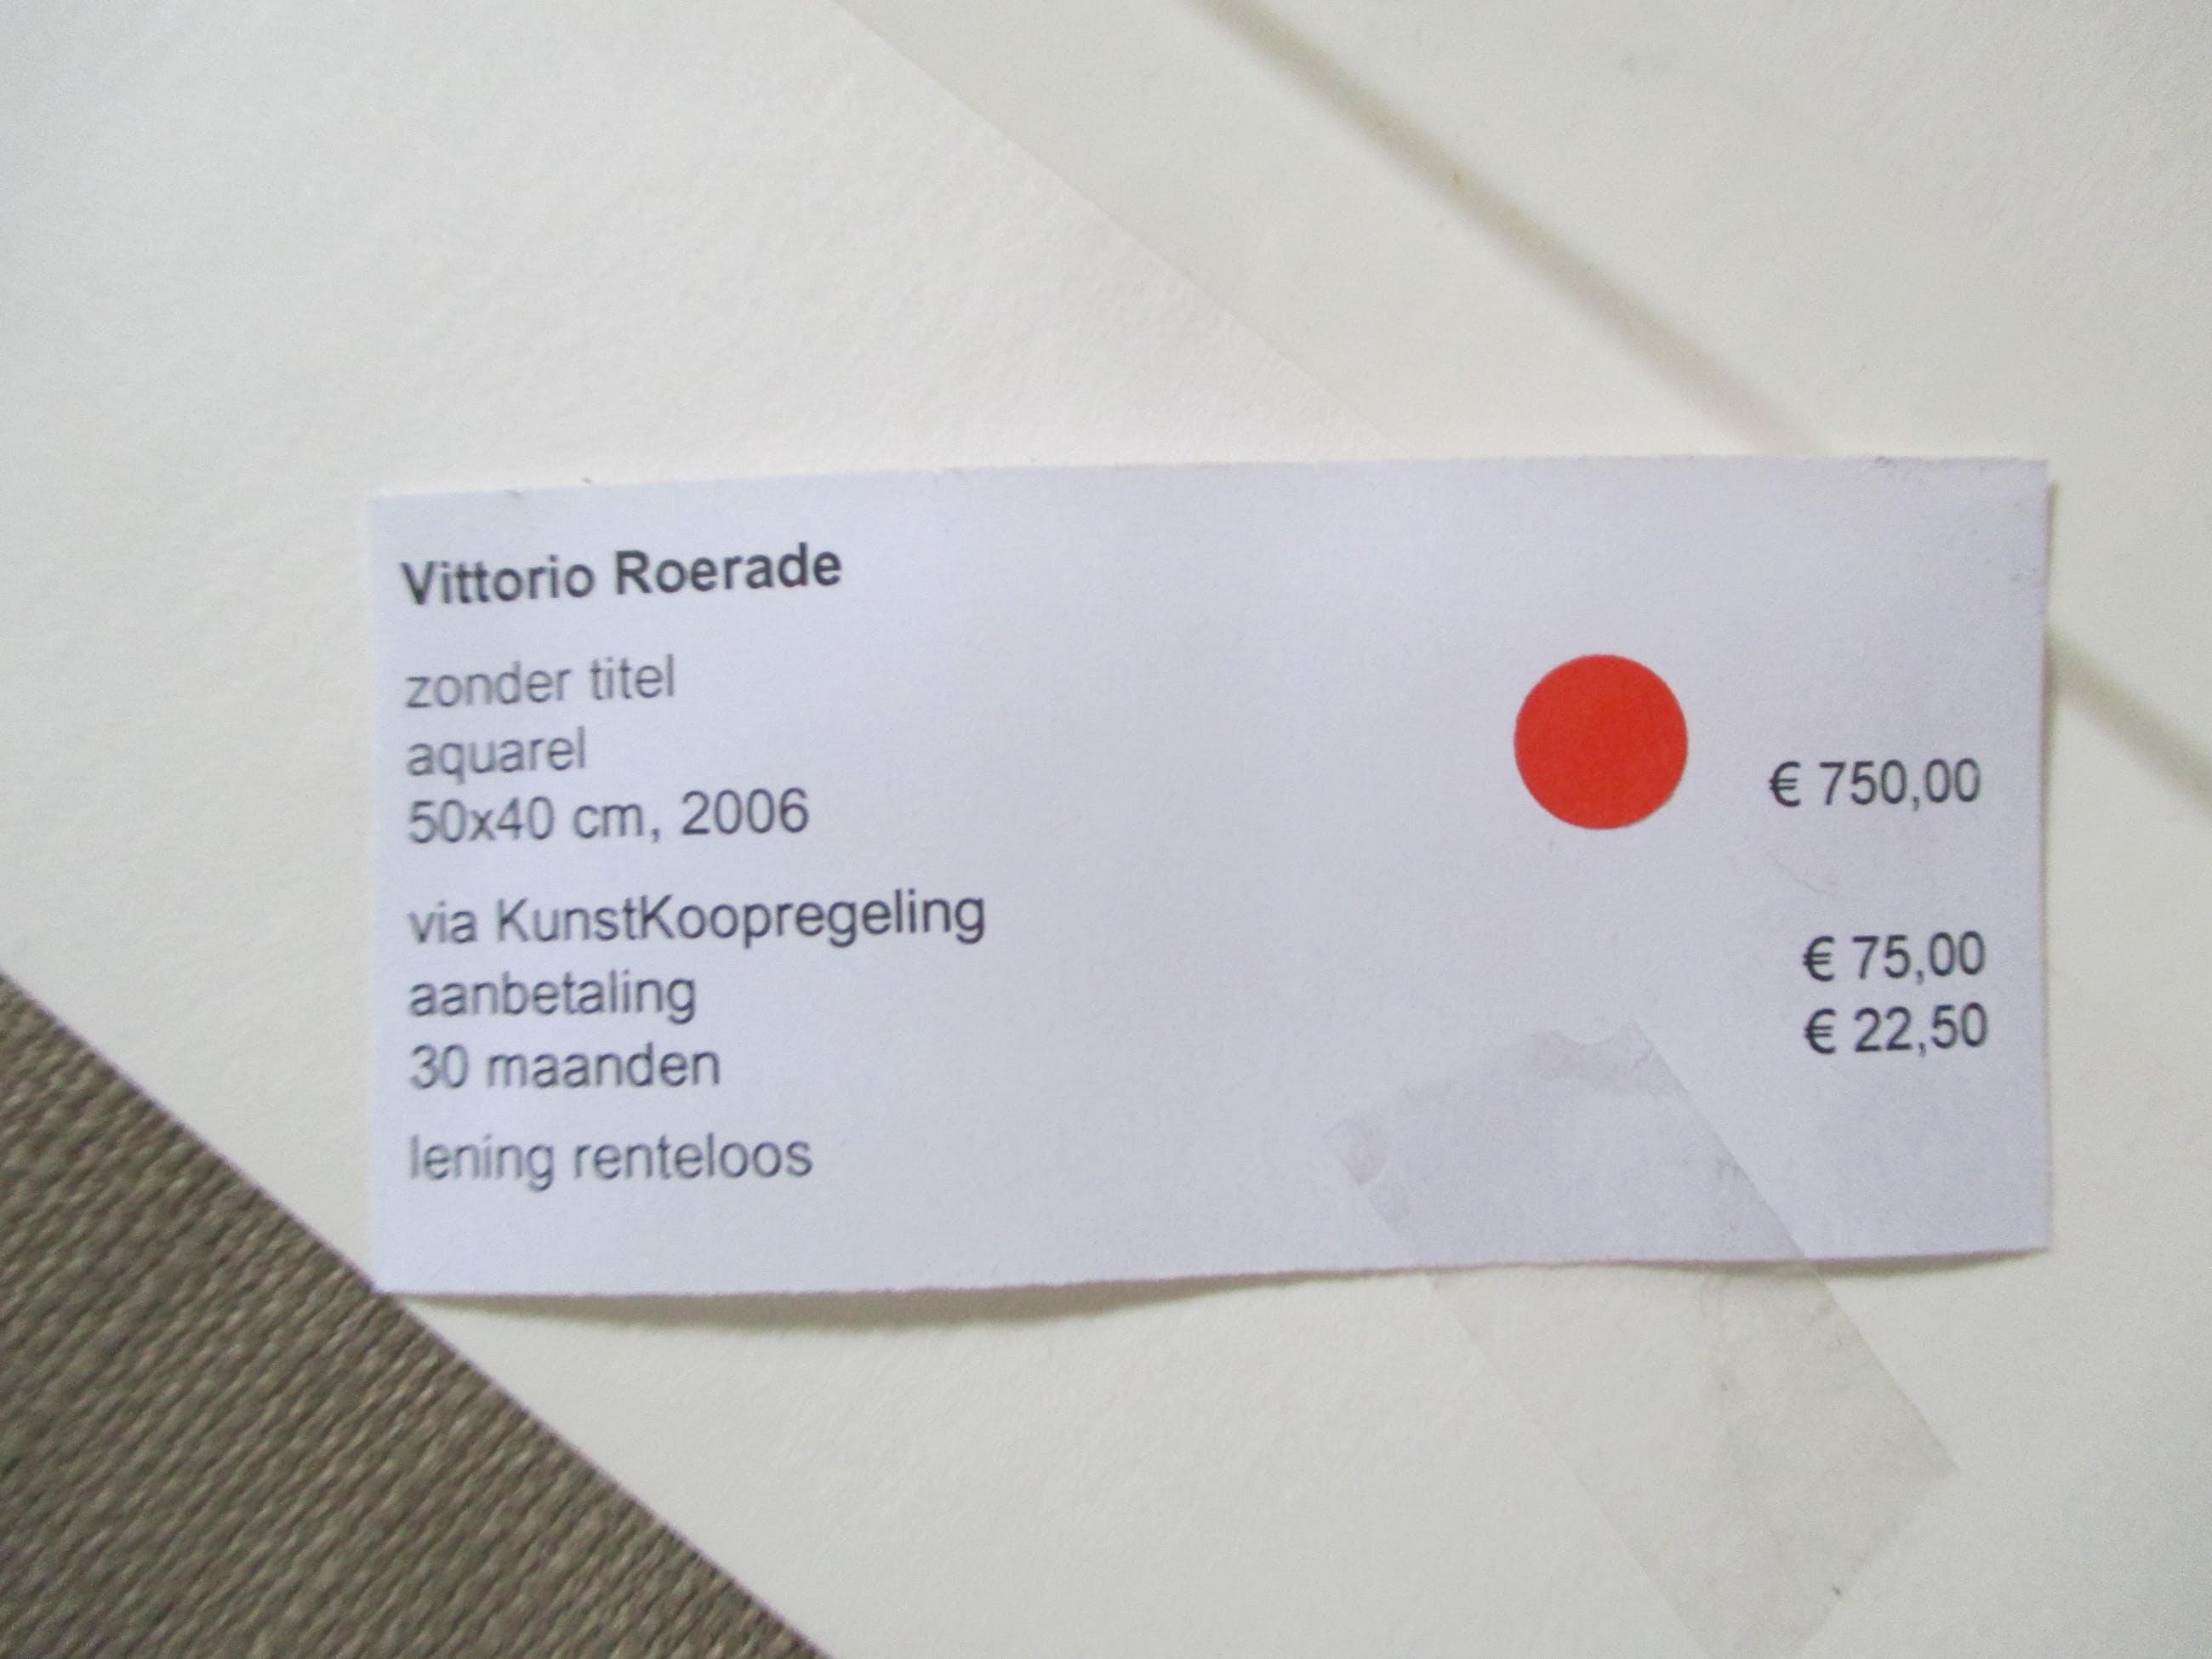 Vittorio Roerade
zonder titel
aquarel
50x40 cm, 2006
€ 750,00
via KunstKoopregeling
aanbetaling € 75,00
30 maanden € 22,50
lening renteloos